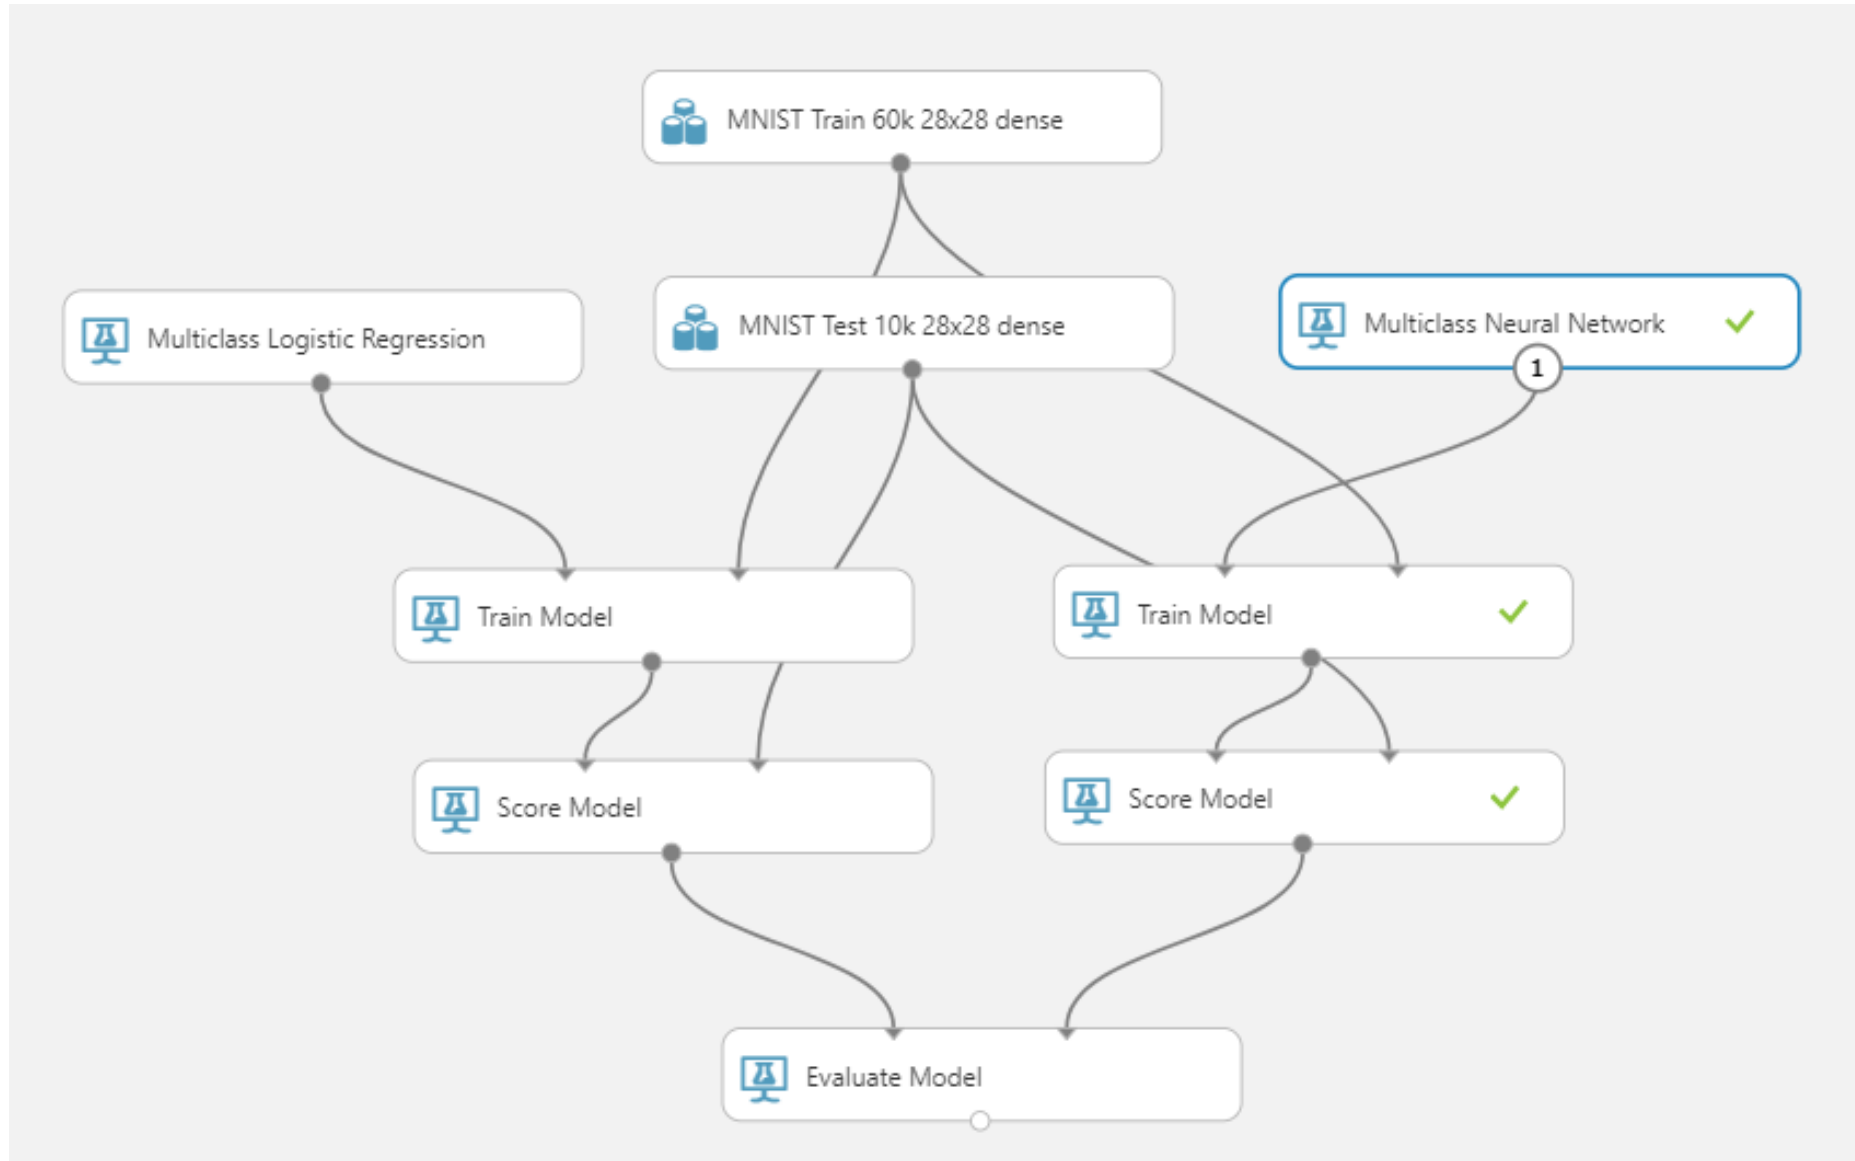 MNIST Train 60k 28x28 dense
Multiclass Logistic Regression
MNIST Test 10k 28x28 dense
Multiclass Neural Network
1
Train Model
Train Model
Score Model
Score Model
Evaluate Model